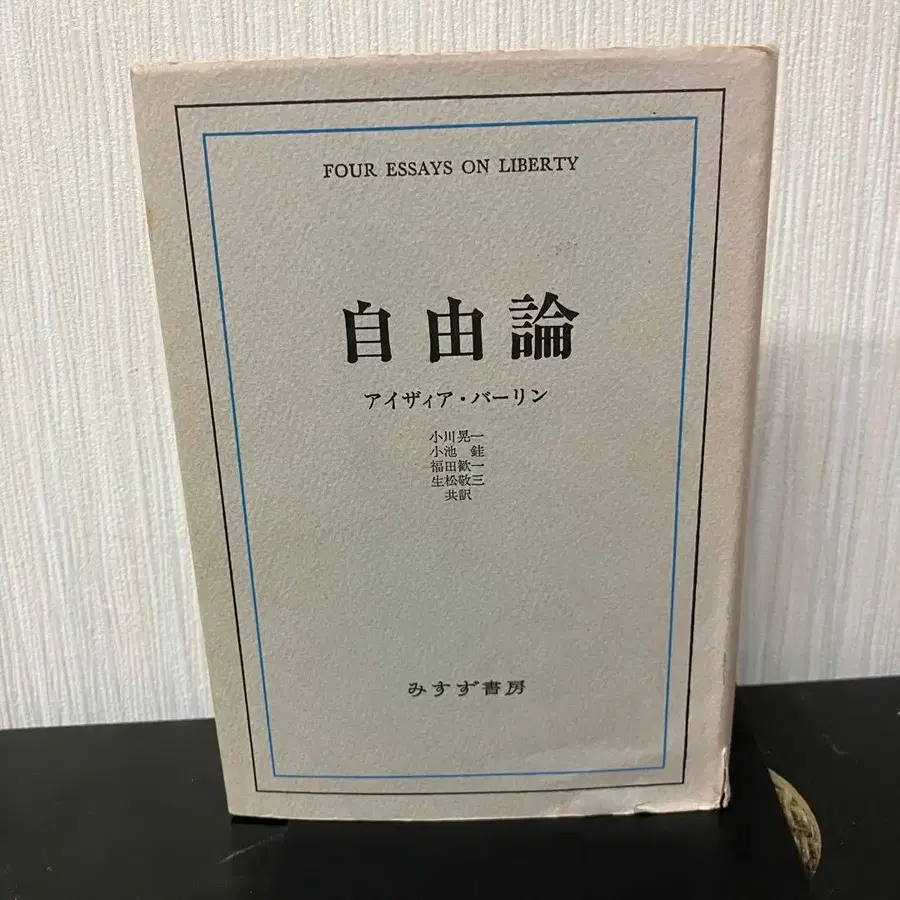 FOUR ESSAYS ON LIBERTY
自由論
アイザィア・バーリン
小川晃一
小池 銈
福田歓一
生松敬三
共訳
みすず書房